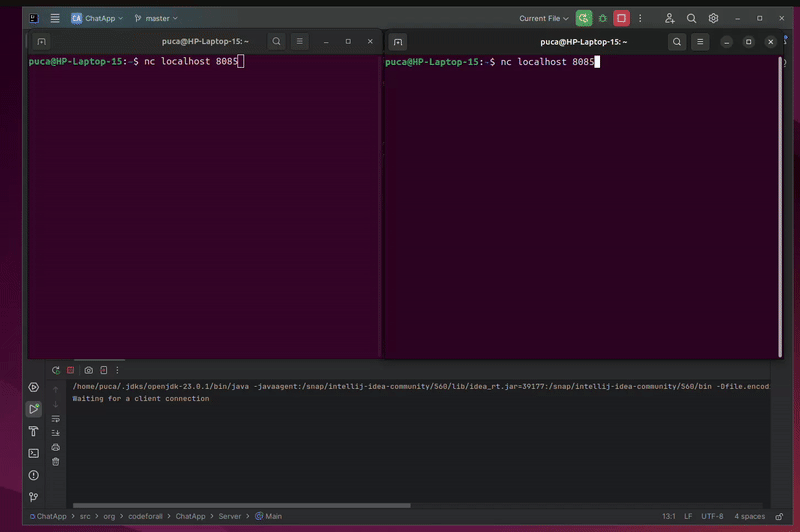 CA ChatApp master Current File
puca@HP-Laptop-15: ~
puca@HP-Laptop-15: ~
puca@HP-Laptop-15:~$ nc localhost 8085
puca@HP-Laptop-15:~$ nc localhost 8085
/home/puca/.jdks/openjdk-23.0.1/bin/java -javaagent:/snap/intellij-idea-community/560/lib/idea_rt.jar=39177:/snap/intellij-idea-community/560/bin -Dfile.encod
Waiting for a client connection
ChatApp > src > org > codeforall > ChatApp > Server > Main 13:1 LF UTF-8 4 spaces